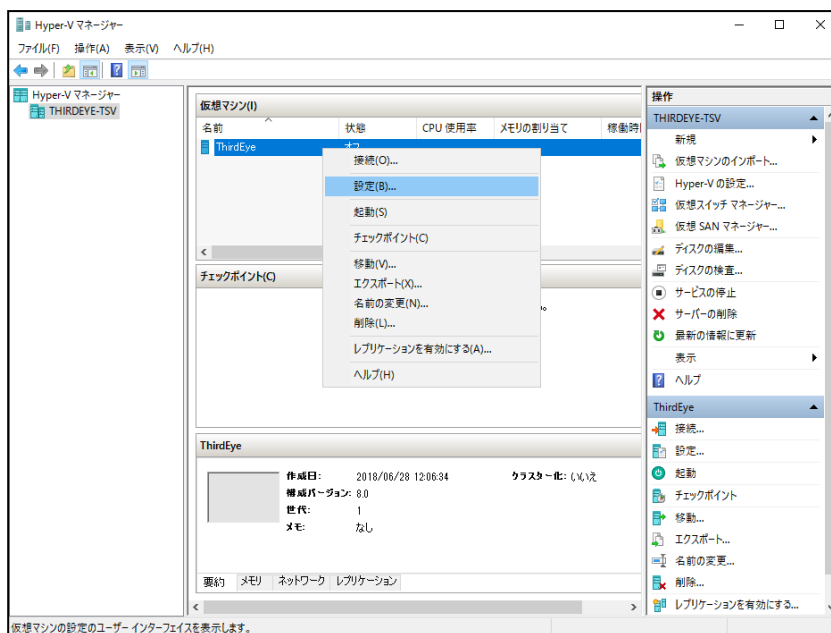 Hyper-V マネージャー
ファイル(F) 操作(A) 表示(V) ヘルプ(H)
Hyper-V マネージャー
THIRDEYE-TSV
仮想マシン(I)
名前 状態 CPU 使用率 メモリの割り当て 稼働時
ThirdEye オフ
接続(O)...
設定(B)...
起動(S)
チェックポイント(C)
移動(V)...
エクスポート(X)...
名前の変更(N)...
削除(L)...
レプリケーションを有効にする(A)...
ヘルプ(H)
チェックポイント(C)
ThirdEye
作成日: 2018/06/28 12:06:34 クラスター化: いいえ
構成バージョン: 8.0
世代: 1
メモ: なし
要約 メモリ ネットワーク レプリケーション
操作
THIRDEYE-TSV
新規
仮想マシンのインポート...
Hyper-V の設定...
仮想スイッチ マネージャー...
仮想 SAN マネージャー...
ディスクの編集...
ディスクの検査...
サービスの停止
サーバーの削除
最新の情報に更新
表示
ヘルプ
ThirdEye
接続...
設定...
起動
チェックポイント
移動...
エクスポート...
名前の変更...
削除...
レプリケーションを有効にする...
仮想マシンの設定のユーザー インターフェイスを表示します。